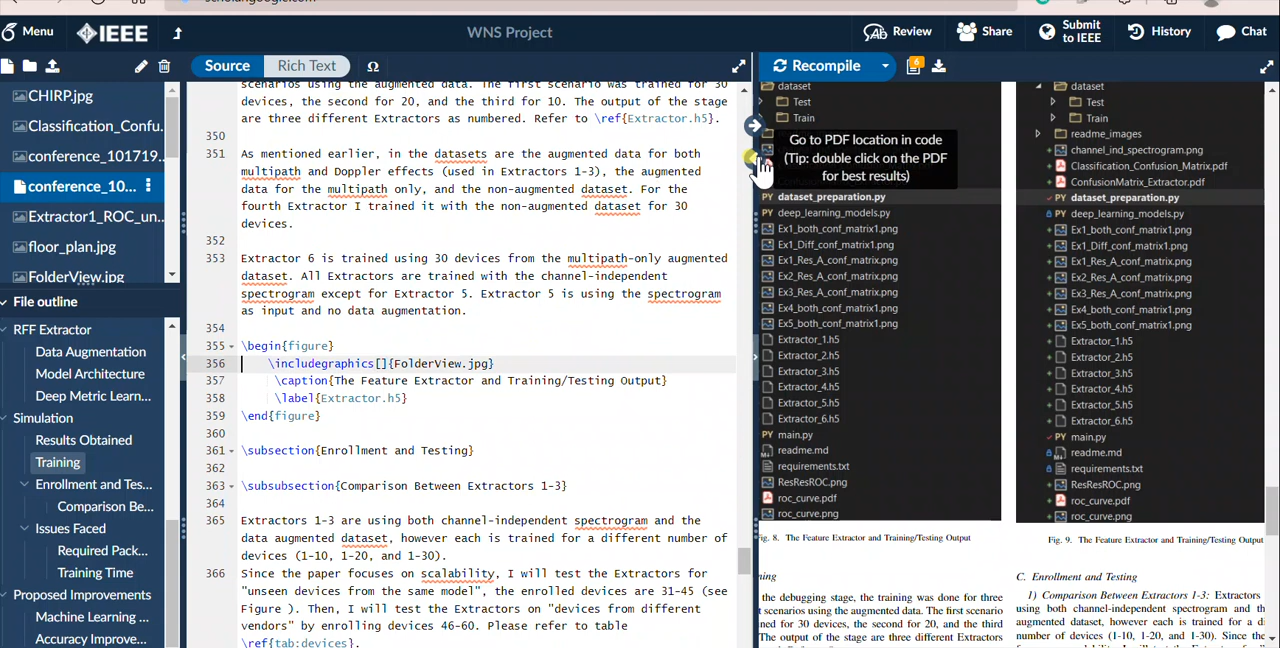 Menu
IEEE
WNS Project
Review
Share
Submit to IEEE
History
Chat
Source
Rich Text
Ω
Recompile
6
CHIRP.jpg
Classification_Confu...
conference_101719...
conference_10...
Extractor1_ROC_un...
floor_plan.jpg
FolderView.jpg
File outline
RFF Extractor
Data Augmentation
Model Architecture
Deep Metric Learn...
Simulation
Results Obtained
Training
Enrollment and Tes...
Comparison Be...
Issues Faced
Required Pack...
Training Time
Proposed Improvements
Machine Learning ...
Accuracy Improve...
scenarios using the augmented data. The first scenario was trained for 30
devices, the second for 20, and the third for 10. The output of the stage
are three different Extractors as numbered. Refer to \ref{Extractor.h5}.
350
351 As mentioned earlier, in the datasets are the augmented data for both
multipath and Doppler effects (used in Extractors 1-3), the augmented
data for the multipath only, and the non-augmented dataset. For the
fourth Extractor I trained it with the non-augmented dataset for 30
devices.
352
353 Extractor 6 is trained using 30 devices from the multipath-only augmented
dataset. All Extractors are trained with the channel-independent
spectrogram except for Extractor 5. Extractor 5 is using the spectrogram
as input and no data augmentation.
354
355 \begin{figure}
356 \includegraphics[]{FolderView.jpg}
357 \caption{The Feature Extractor and Training/Testing Output}
358 \label{Extractor.h5}
359 \end{figure}
360
361 \subsection{Enrollment and Testing}
362
363 \subsubsection{Comparison Between Extractors 1-3}
364
365 Extractors 1-3 are using both channel-independent spectrogram and the
data augmented dataset, however each is trained for a different number of
devices (1-10, 1-20, and 1-30).
366 Since the paper focuses on scalability, I will test the Extractors for
"unseen devices from the same model", the enrolled devices are 31-45 (see
Figure ). Then, I will test the Extractors on "devices from different
vendors" by enrolling devices 46-60. Please refer to table
\ref{tab:devices}.
Go to PDF location in code
(Tip: double click on the PDF
for best results)
dataset
Test
Train
dataset_preparation.py
deep_learning_models.py
Ex1_both_conf_matrix1.png
Ex1_Diff_conf_matrix1.png
Ex1_Res_A_conf_matrix.png
Ex2_Res_A_conf_matrix.png
Ex3_Res_A_conf_matrix.png
Ex4_both_conf_matrix1.png
Ex5_both_conf_matrix1.png
Extractor_1.h5
Extractor_2.h5
Extractor_3.h5
Extractor_4.h5
Extractor_5.h5
Extractor_6.h5
PY main.py
readme.md
requirements.txt
ResResROC.png
roc_curve.pdf
roc_curve.png
ig. 8. The Feature Extractor and Training/Testing Output
ning
the debugging stage, the training was done for three
t scenarios using the augmented data. The first scenario
ned for 30 devices, the second for 20, and the third
The output of the stage are three different Extractors
dataset
Test
Train
readme_images
channel_ind_spectrogram.png
Classification_Confusion_Matrix.pdf
ConfusionMatrix_Extractor.pdf
PY dataset_preparation.py
PY deep_learning_models.py
Ex1_both_conf_matrix1.png
Ex1_Diff_conf_matrix1.png
Ex1_Res_A_conf_matrix.png
Ex2_Res_A_conf_matrix.png
Ex3_Res_A_conf_matrix.png
Ex4_both_conf_matrix1.png
Ex5_both_conf_matrix1.png
Extractor_1.h5
Extractor_2.h5
Extractor_3.h5
Extractor_4.h5
Extractor_5.h5
Extractor_6.h5
PY main.py
readme.md
requirements.txt
ResResROC.png
roc_curve.pdf
roc_curve.png
Fig. 9. The Feature Extractor and Training/Testing Output
C. Enrollment and Testing
1) Comparison Between Extractors 1-3: Extractors
using both channel-independent spectrogram and th
augmented dataset, however each is trained for a di
number of devices (1-10, 1-20, and 1-30). Since the